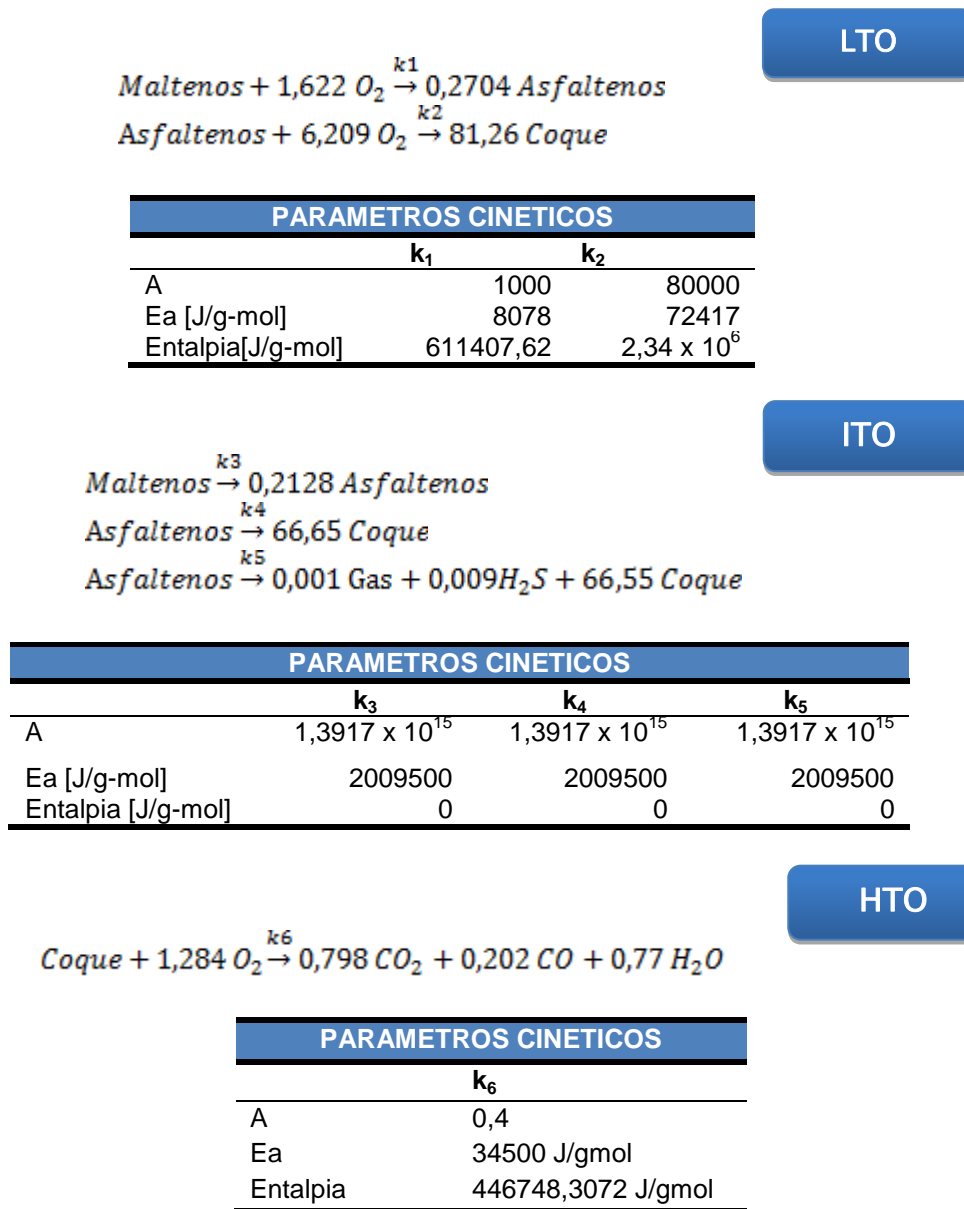 LTO
Maltenos + 1,622 O₂ k1→ 0,2704 Asfaltenos
Asfaltenos + 6,209 O₂ k2→ 81,26 Coque
PARAMETROS CINETICOS
k₁ k₂
A 1000 80000
Ea [J/g-mol] 8078 72417
Entalpia[J/g-mol] 611407,62 2,34 x 10⁶
ITO
Maltenos k3→ 0,2128 Asfaltenos
Asfaltenos k4→ 66,65 Coque
Asfaltenos k5→ 0,001 Gas + 0,009H₂S + 66,55 Coque
PARAMETROS CINETICOS
k₃ k₄ k₅
A 1,3917 x 10¹⁵ 1,3917 x 10¹⁵ 1,3917 x 10¹⁵
Ea [J/g-mol] 2009500 2009500 2009500
Entalpia [J/g-mol] 0 0 0
HTO
Coque + 1,284 O₂ k6→ 0,798 CO₂ + 0,202 CO + 0,77 H₂O
PARAMETROS CINETICOS
k₆
A 0,4
Ea 34500 J/gmol
Entalpia 446748,3072 J/gmol